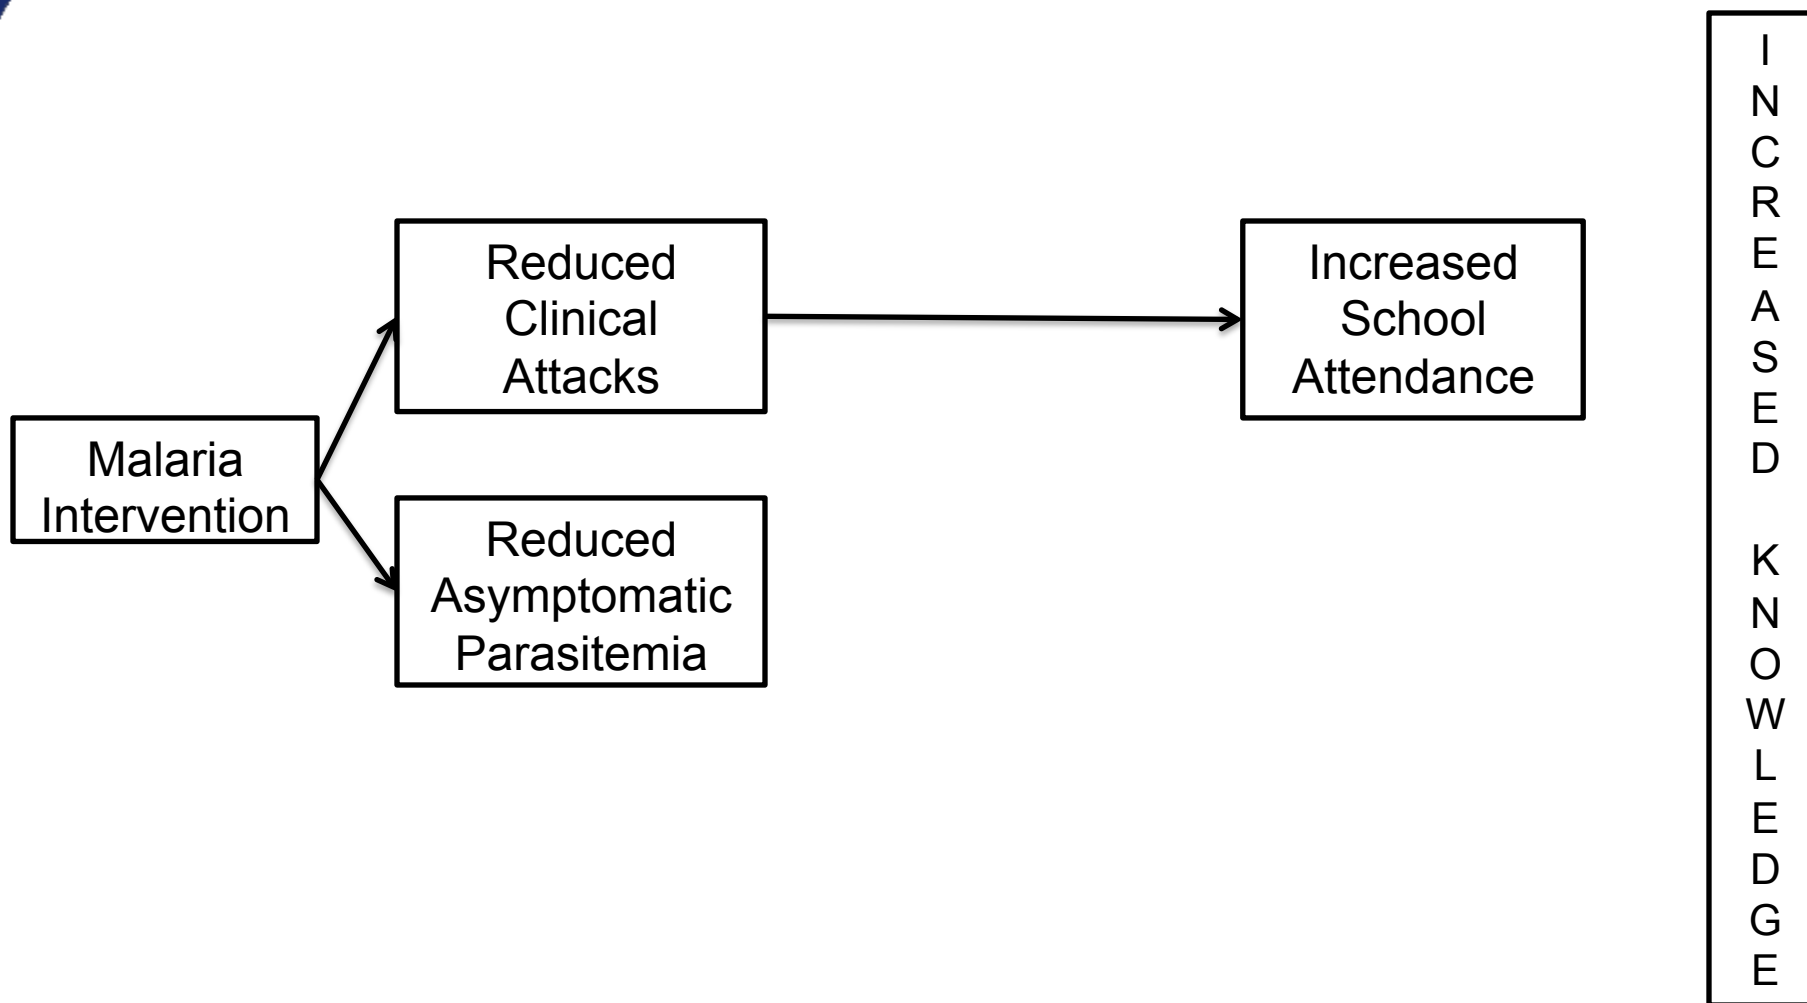 Malaria
Intervention
Reduced
Clinical
Attacks
Reduced
Asymptomatic
Parasitemia
Increased
School
Attendance
I
N
C
R
E
A
S
E
D
K
N
O
W
L
E
D
G
E